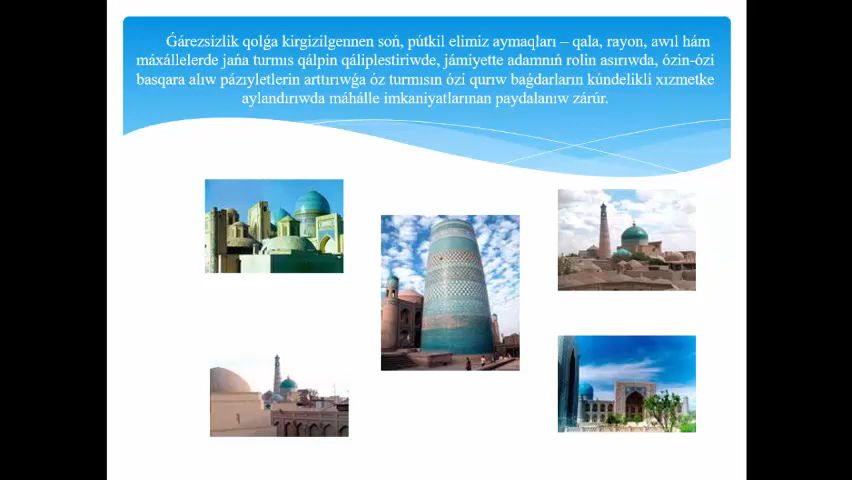 Ǵárezsizlik qolǵa kirgizilgennen soń, pútkil elimiz aymaqları – qala, rayon, awıl hám
máxállelerde jańa turmıs qálpin qáliplestiriwde, jámiyette adamnıń rolin asırıwda, ózin-ózi
basqara alıw pázıyletlerin arttırıwǵa óz turmısın ózi qurıw baǵdarların kúndelikli xızmetke
aylandırıwda máhálle imkaniyatlarınan paydalanıw zárúr.